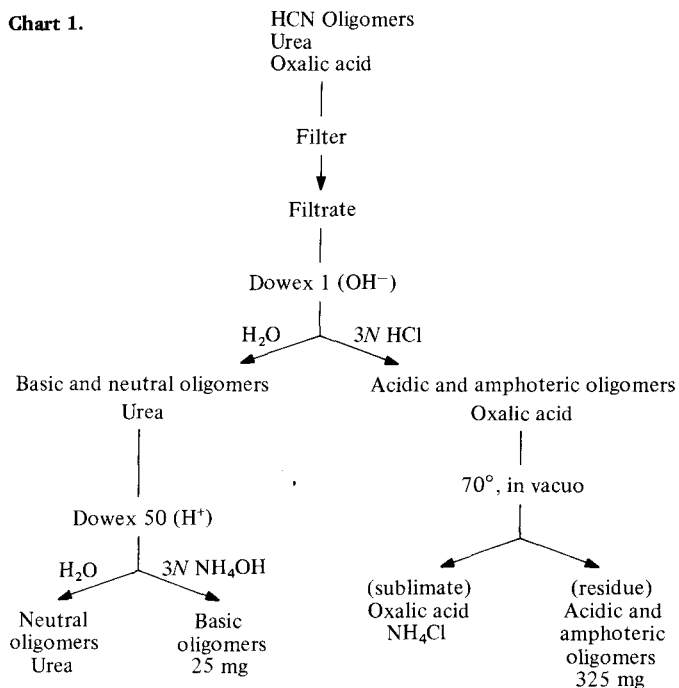 Chart 1.
HCN Oligomers
Urea
Oxalic acid
Filter
Filtrate
Dowex 1 (OH⁻)
H₂O
3N HCl
Basic and neutral oligomers
Urea
Acidic and amphoteric oligomers
Oxalic acid
70°, in vacuo
Dowex 50 (H⁺)
H₂O
3N NH₄OH
Neutral
oligomers
Urea
Basic
oligomers
25 mg
(sublimate)
Oxalic acid
NH₄Cl
(residue)
Acidic and
amphoteric
oligomers
325 mg